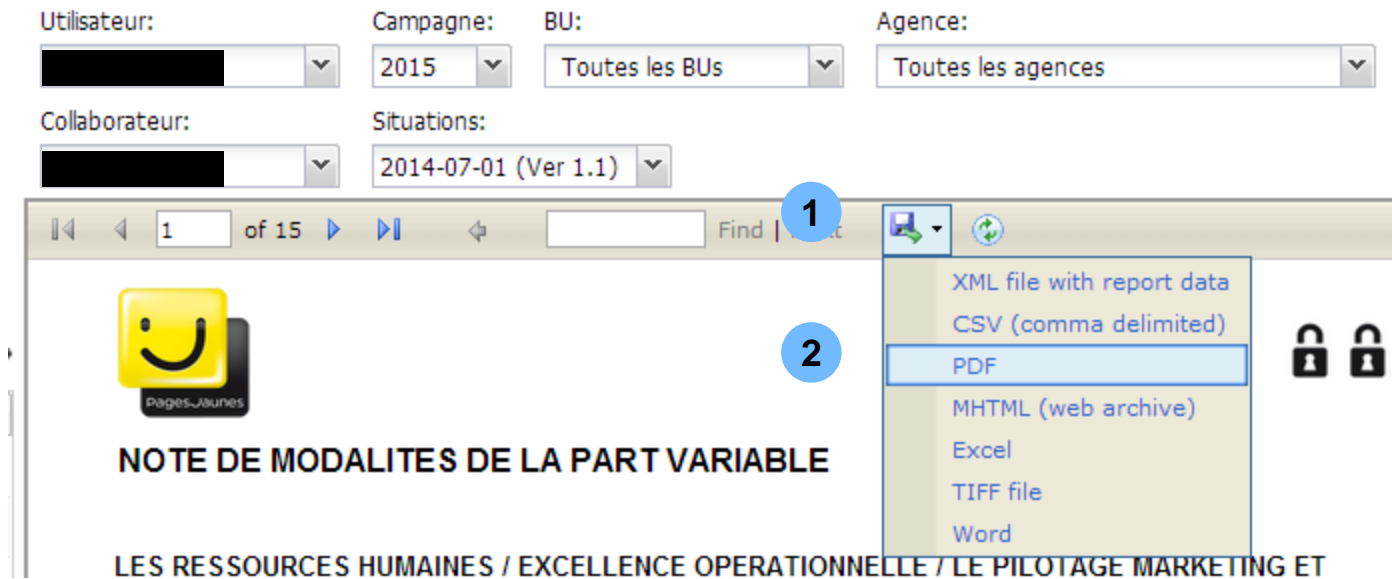 Utilisateur: Campagne: BU: Agence:
2015 Toutes les BUs Toutes les agences
Collaborateur: Situations:
2014-07-01 (Ver 1.1)
1 of 15 Find | 1
XML file with report data
CSV (comma delimited)
2 PDF
PagesJaunes
MHTML (web archive)
NOTE DE MODALITES DE LA PART VARIABLE
Excel
TIFF file
Word
LES RESSOURCES HUMAINES / EXCELLENCE OPERATIONNELLE / LE PILOTAGE MARKETING ET